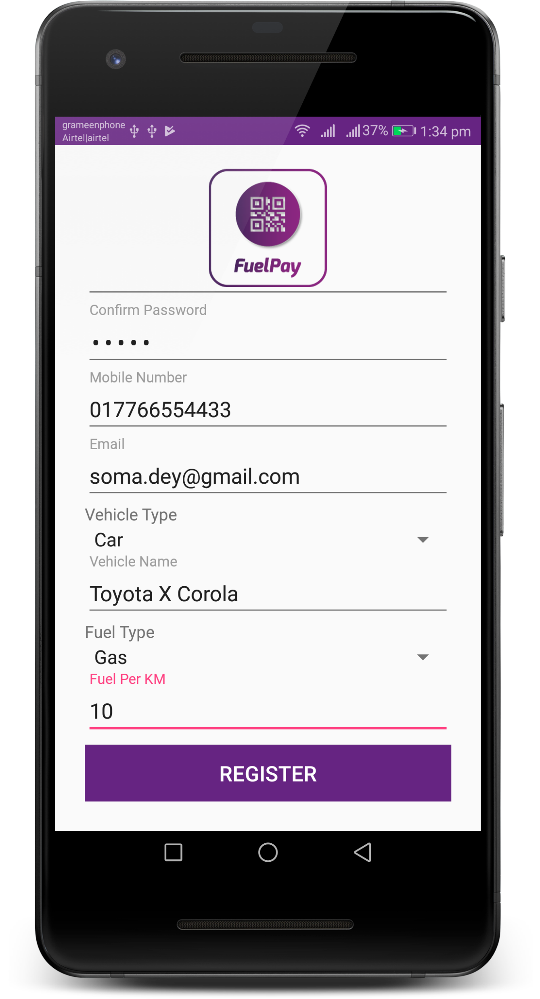 grameenphone
Airtel|airtel
37% 1:34 pm
FuelPay
Confirm Password
•••••
Mobile Number
017766554433
Email
soma.dey@gmail.com
Vehicle Type
Car
Vehicle Name
Toyota X Corola
Fuel Type
Gas
Fuel Per KM
10
REGISTER